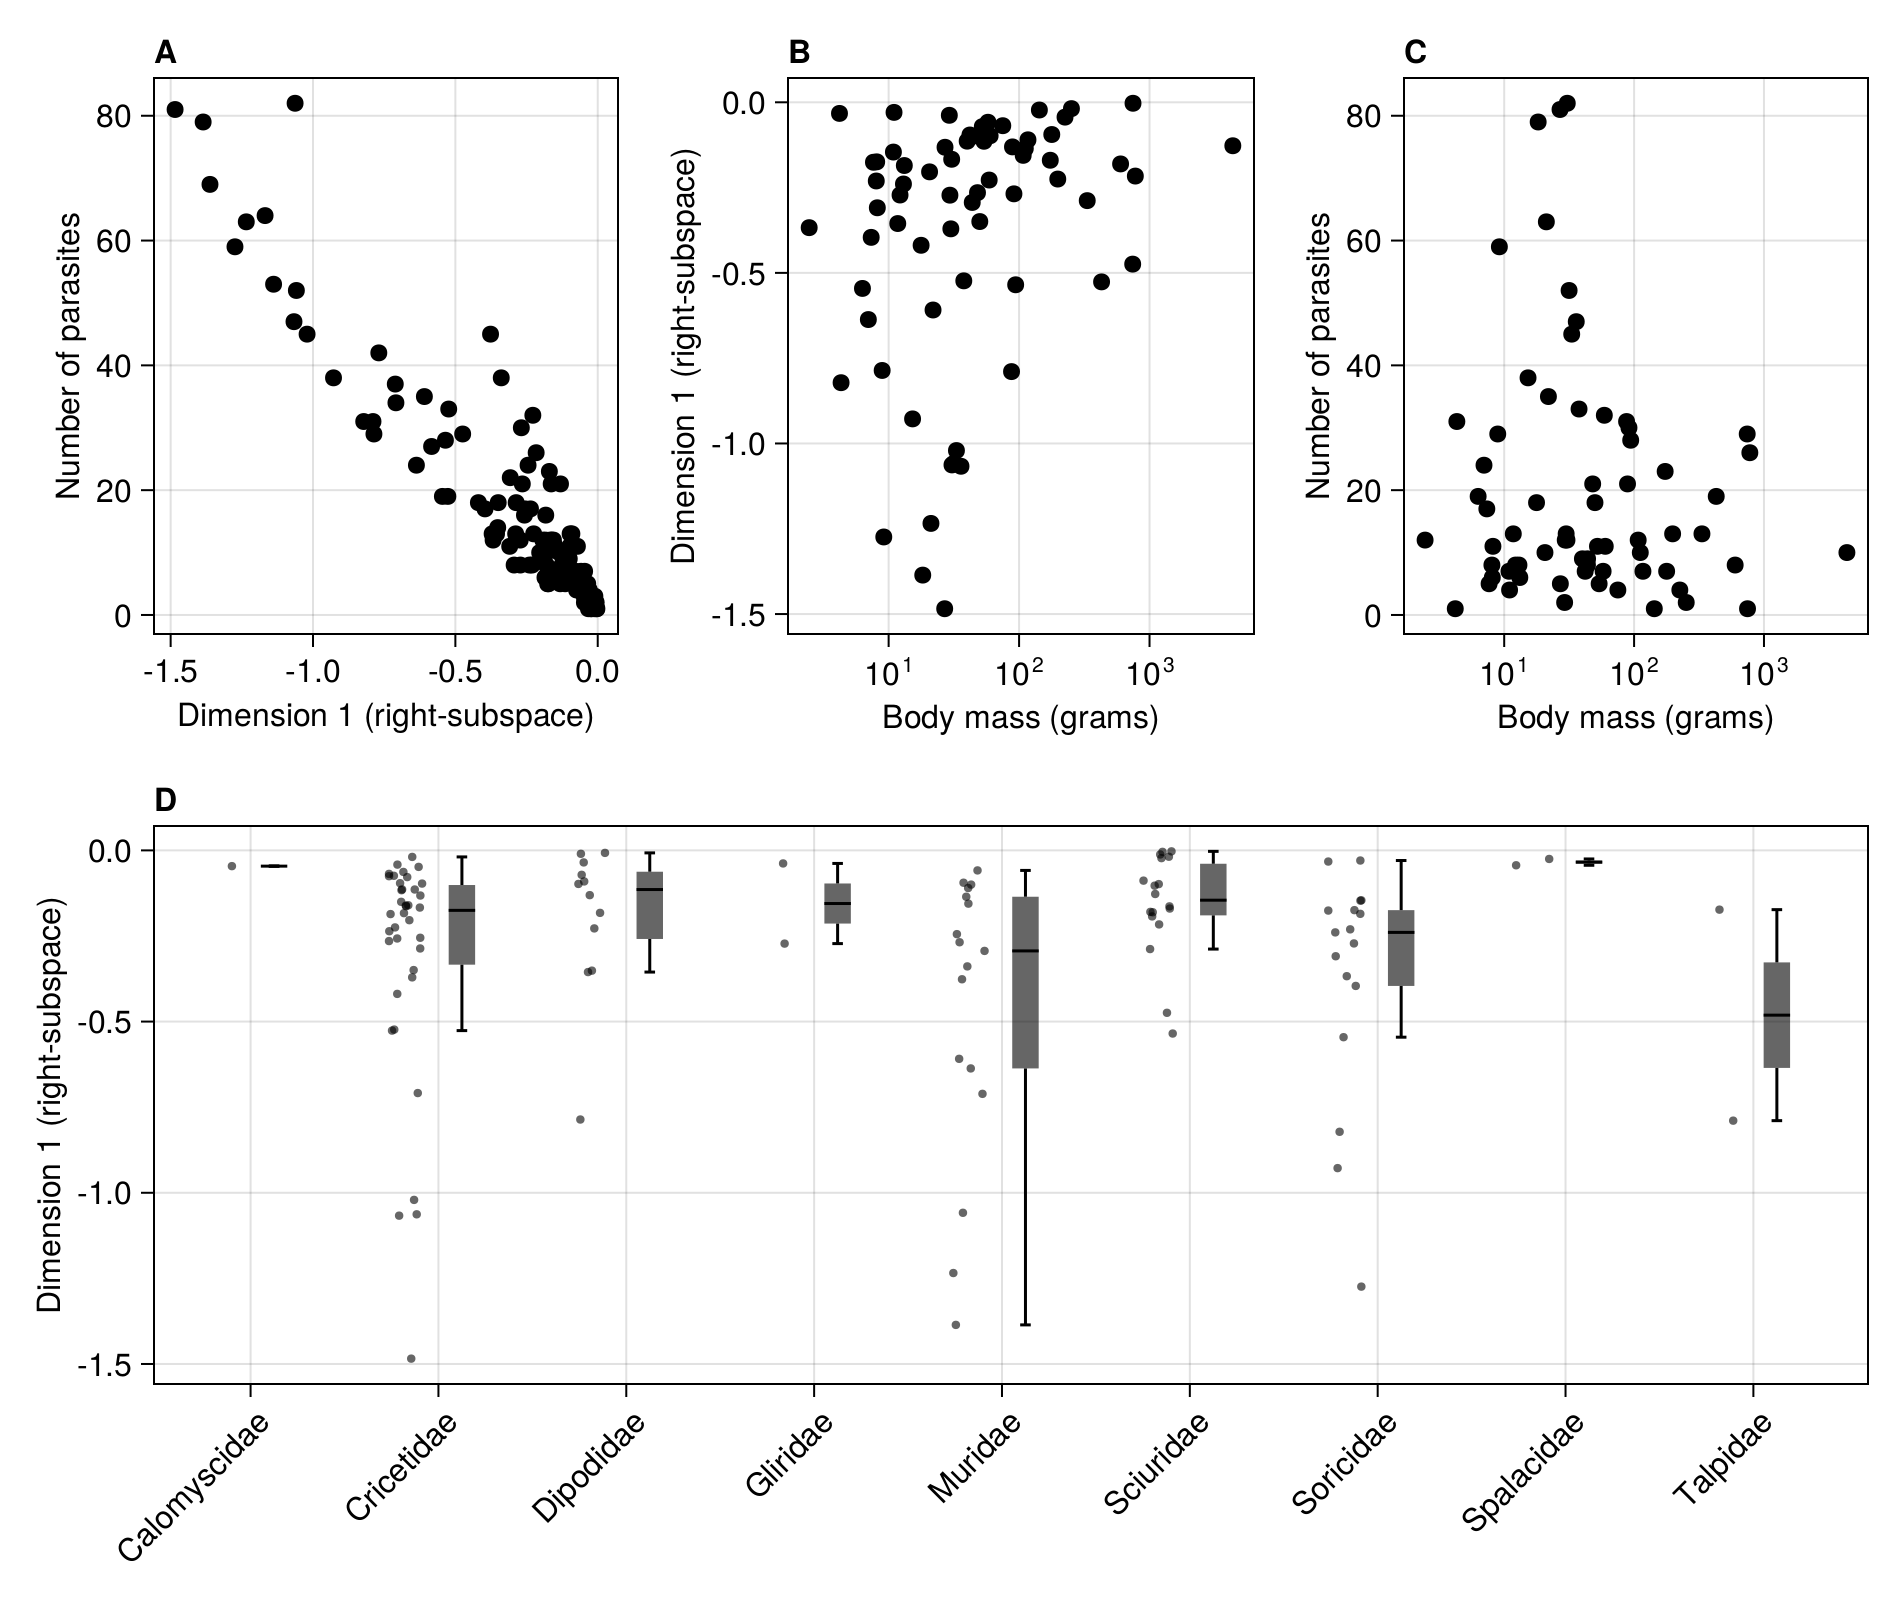 A
B
C
80
60
40
20
0
Number of parasites
-1.5
-1.0
-0.5
0.0
Dimension 1 (right-subspace)
0.0
-0.5
-1.0
-1.5
Dimension 1 (right-subspace)
10¹
10²
10³
Body mass (grams)
80
60
40
20
0
Number of parasites
10¹
10²
10³
Body mass (grams)
D
0.0
-0.5
-1.0
-1.5
Dimension 1 (right-subspace)
Calomyscidae
Cricetidae
Dipodidae
Gliridae
Muridae
Sciuridae
Soricidae
Spalacidae
Talpidae